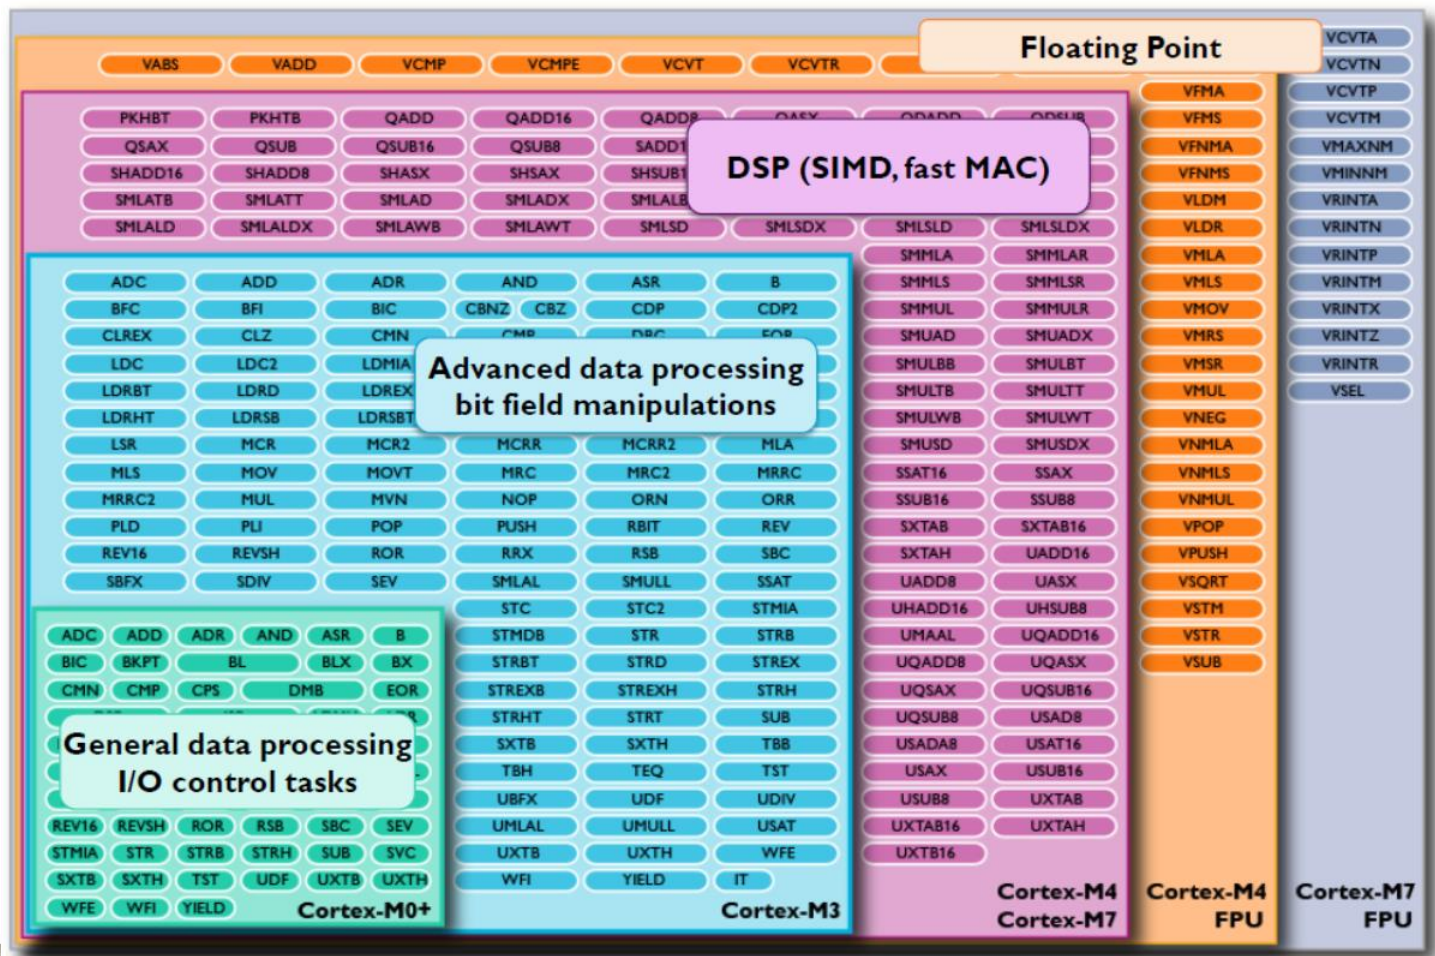 Floating Point
VABS VADD VCMP VCMPE VCVT VCVTR
VFMA
VFMS
VFNMA
VFNMS
VLDM
VLDR
VMLA
VMLS
VMOV
VMRS
VMSR
VMUL
VNEG
VNMLA
VNMLS
VNMUL
VPOP
VPUSH
VSQRT
VSTM
VSTR
VSUB
Cortex-M4
FPU
VCVTA
VCVTN
VCVTP
VCVTM
VMAXNM
VMINNM
VRINTA
VRINTN
VRINTP
VRINTM
VRINTX
VRINTZ
VRINTR
VSEL
Cortex-M7
FPU
PKHBT PKHTB QADD QADD16 QADD8 QASX QDADD QDSUB
QSAX QSUB QSUB16 QSUB8
SHADD16 SHADD8 SHASX SHSAX
SMLATB SMLATT SMLAD SMLADX
DSP (SIMD, fast MAC)
SMLALD SMLALDX SMLAWB SMLAWT SMLSD SMLSDX SMLSLD SMLSLDX
SMMLA SMMLAR
SMMLS SMMLSR
SMMUL SMMULR
SMUAD SMUADX
SMULBB SMULBT
SMULTB SMULTT
SMULWB SMULWT
SMUSD SMUSDX
SSAT16 SSAX
SSUB16 SSUB8
SXTAB SXTAB16
SXTAH UADD16
UADD8 UASX
UHADD16 UHSUB8
UMAAL UQADD16
UQADD8 UQASX
UQSAX UQSUB16
UQSUB8 USAD8
USADA8 USAT16
USAX USUB16
USUB8 UXTAB
UXTAB16 UXTAH
UXTB16
Cortex-M4
Cortex-M7
ADC ADD ADR AND ASR B
BFC BFI BIC CBNZ CBZ CDP CDP2
CLREX CLZ CMN CMP DBG EOR
LDC LDC2 LDMIA
LDRBT LDRD LDREX
LDRHT LDRSB LDRSBT
Advanced data processing
bit field manipulations
LSR MCR MCR2 MCRR MCRR2 MLA
MLS MOV MOVT MRC MRC2 MRRC
MRRC2 MUL MVN NOP ORN ORR
PLD PLI POP PUSH RBIT REV
REV16 REVSH ROR RRX RSB SBC
SBFX SDIV SEV SMLAL SMULL SSAT
STC STC2 STMIA
STMDB STR STRB
STRBT STRD STREX
STREXB STREXH STRH
STRHT STRT SUB
SXTB SXTH TBB
TBH TEQ TST
UBFX UDF UDIV
UMLAL UMULL USAT
UXTB UXTH WFE
WFI YIELD IT
Cortex-M3
ADC ADD ADR AND ASR B
BIC BKPT BL BLX BX
CMN CMP CPS DMB EOR
General data processing
I/O control tasks
REV16 REVSH ROR RSB SBC SEV
STMIA STR STRB STRH SUB SVC
SXTB SXTH TST UDF UXTB UXTH
WFE WFI YIELD
Cortex-M0+